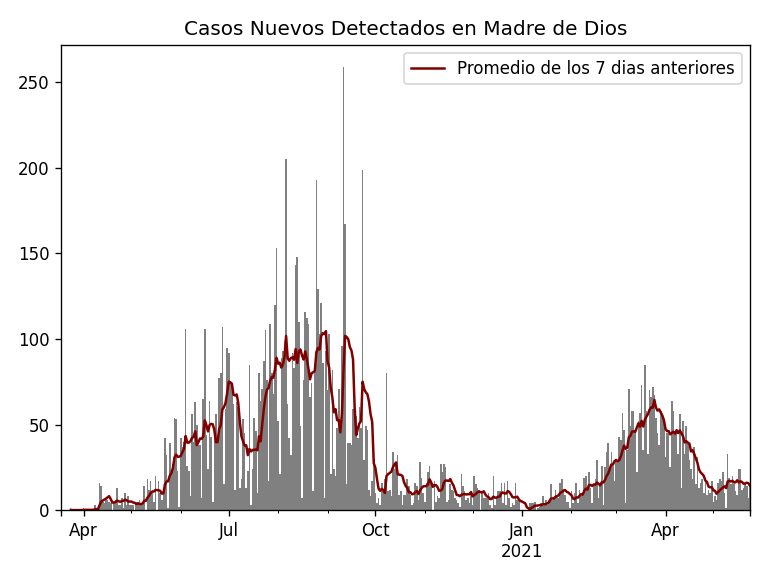 Casos Nuevos Detectados en Madre de Dios
Promedio de los 7 dias anteriores
250
200
150
100
50
0
Apr
Jul
Oct
Jan
2021
Apr